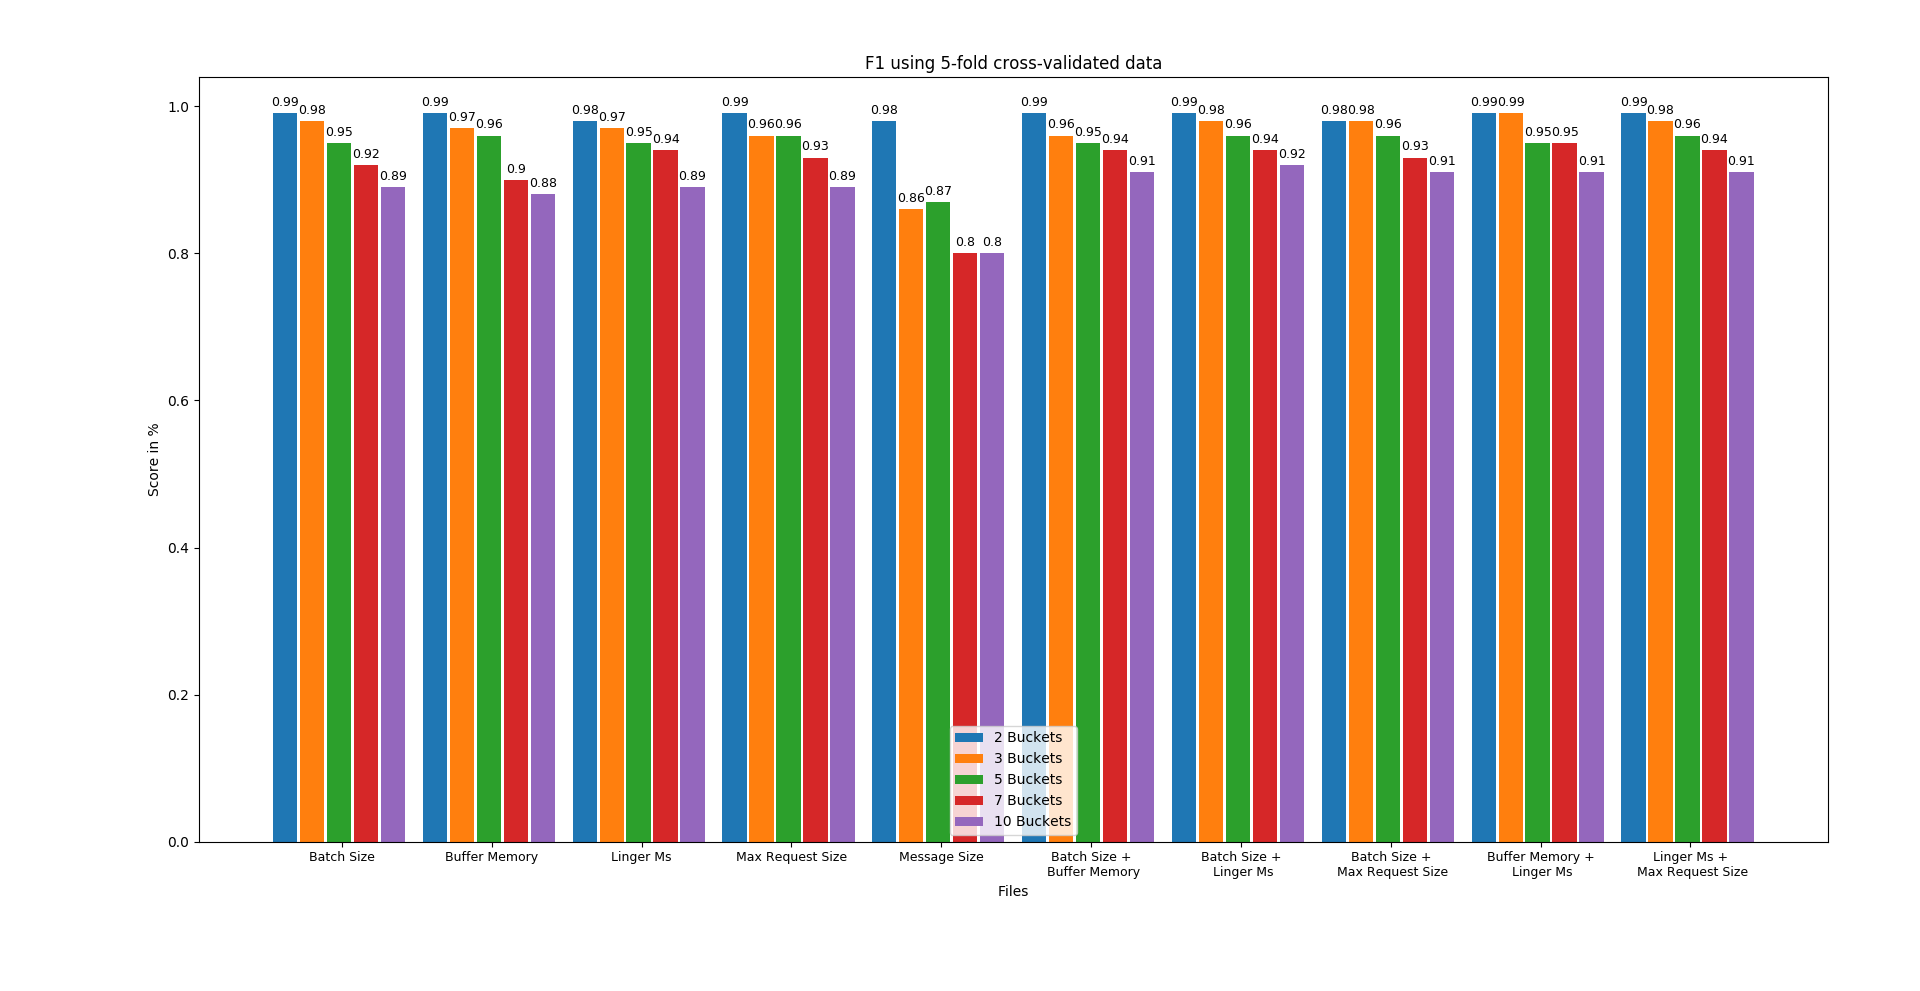 F1 using 5-fold cross-validated data
1.0
0.8
0.6
0.4
0.2
0.0
Score in %
0.99 0.98 0.95 0.92 0.89
0.99 0.97 0.96 0.9 0.88
0.98 0.97 0.95 0.94 0.89
0.99 0.96 0.96 0.93 0.89
0.98 0.86 0.87 0.8 0.8
0.99 0.96 0.95 0.94 0.91
0.99 0.98 0.96 0.94 0.92
0.98 0.98 0.96 0.93 0.91
0.99 0.99 0.95 0.95 0.91
0.99 0.98 0.96 0.94 0.91
2 Buckets
3 Buckets
5 Buckets
7 Buckets
10 Buckets
Batch Size
Buffer Memory
Linger Ms
Max Request Size
Message Size
Batch Size +
Buffer Memory
Batch Size +
Linger Ms
Batch Size +
Max Request Size
Buffer Memory +
Linger Ms
Linger Ms +
Max Request Size
Files